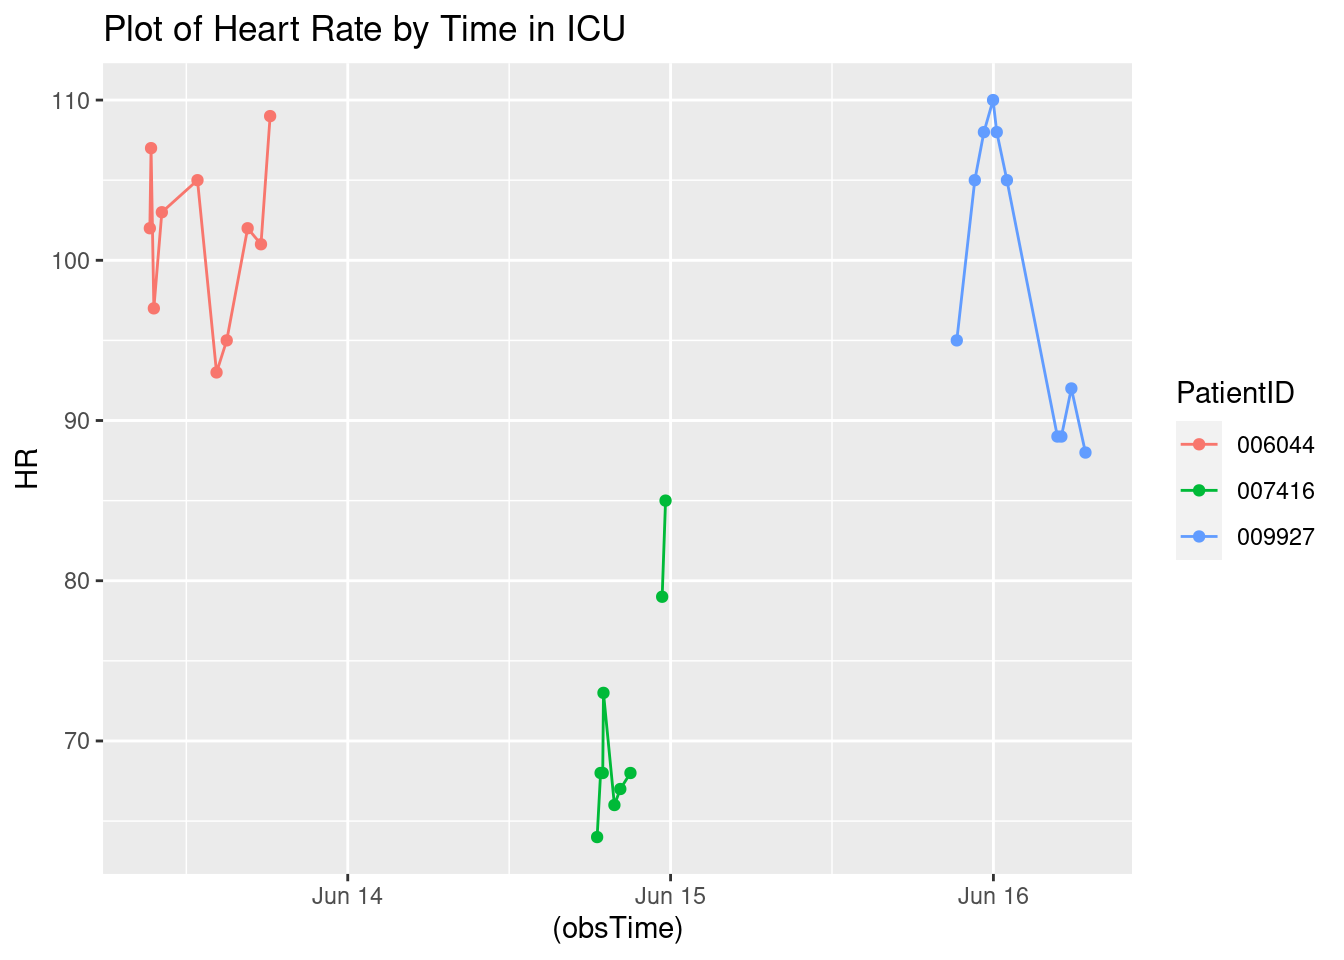 Plot of Heart Rate by Time in ICU
110
100
90
80
70
HR
Jun 14
Jun 15
Jun 16
(obsTime)
PatientID
006044
007416
009927